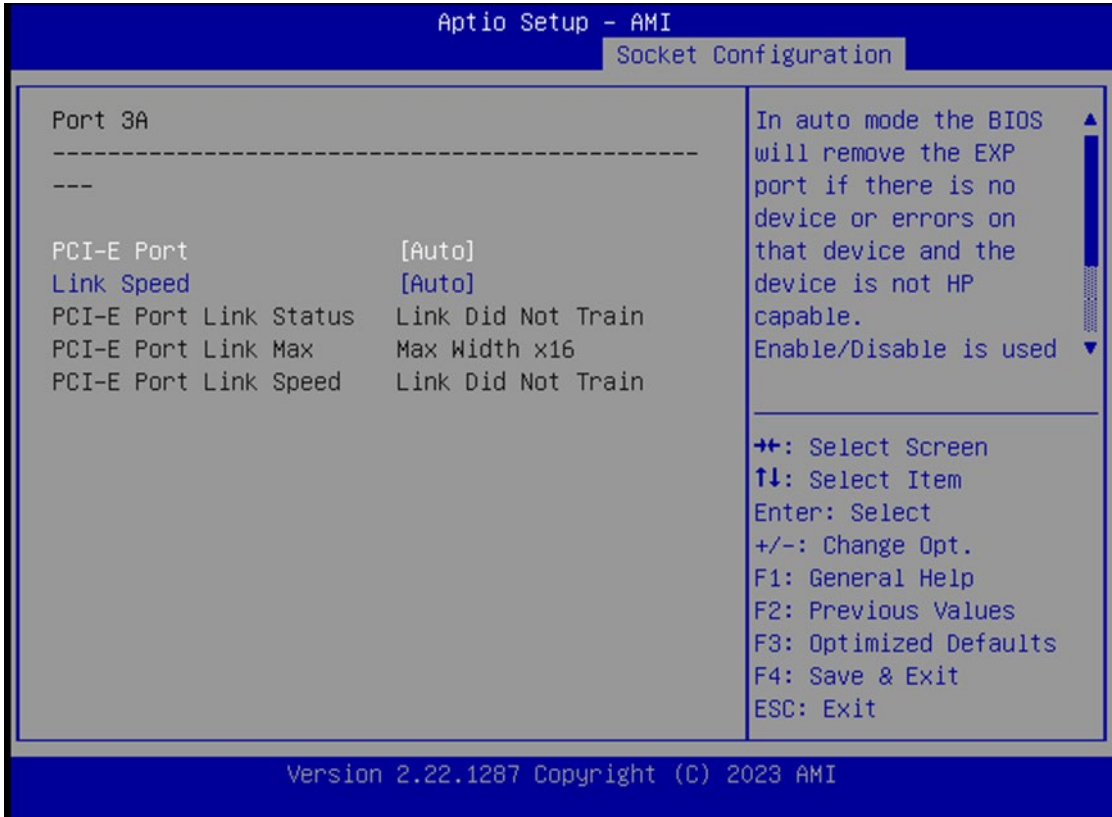 Aptio Setup – AMI
Socket Configuration
Port 3A
-----------------------------------------------
---
PCI-E Port [Auto]
Link Speed [Auto]
PCI-E Port Link Status Link Did Not Train
PCI-E Port Link Max Max Width x16
PCI-E Port Link Speed Link Did Not Train
In auto mode the BIOS
will remove the EXP
port if there is no
device or errors on
that device and the
device is not HP
capable.
Enable/Disable is used
→←: Select Screen
↑↓: Select Item
Enter: Select
+/-: Change Opt.
F1: General Help
F2: Previous Values
F3: Optimized Defaults
F4: Save & Exit
ESC: Exit
Version 2.22.1287 Copyright (C) 2023 AMI